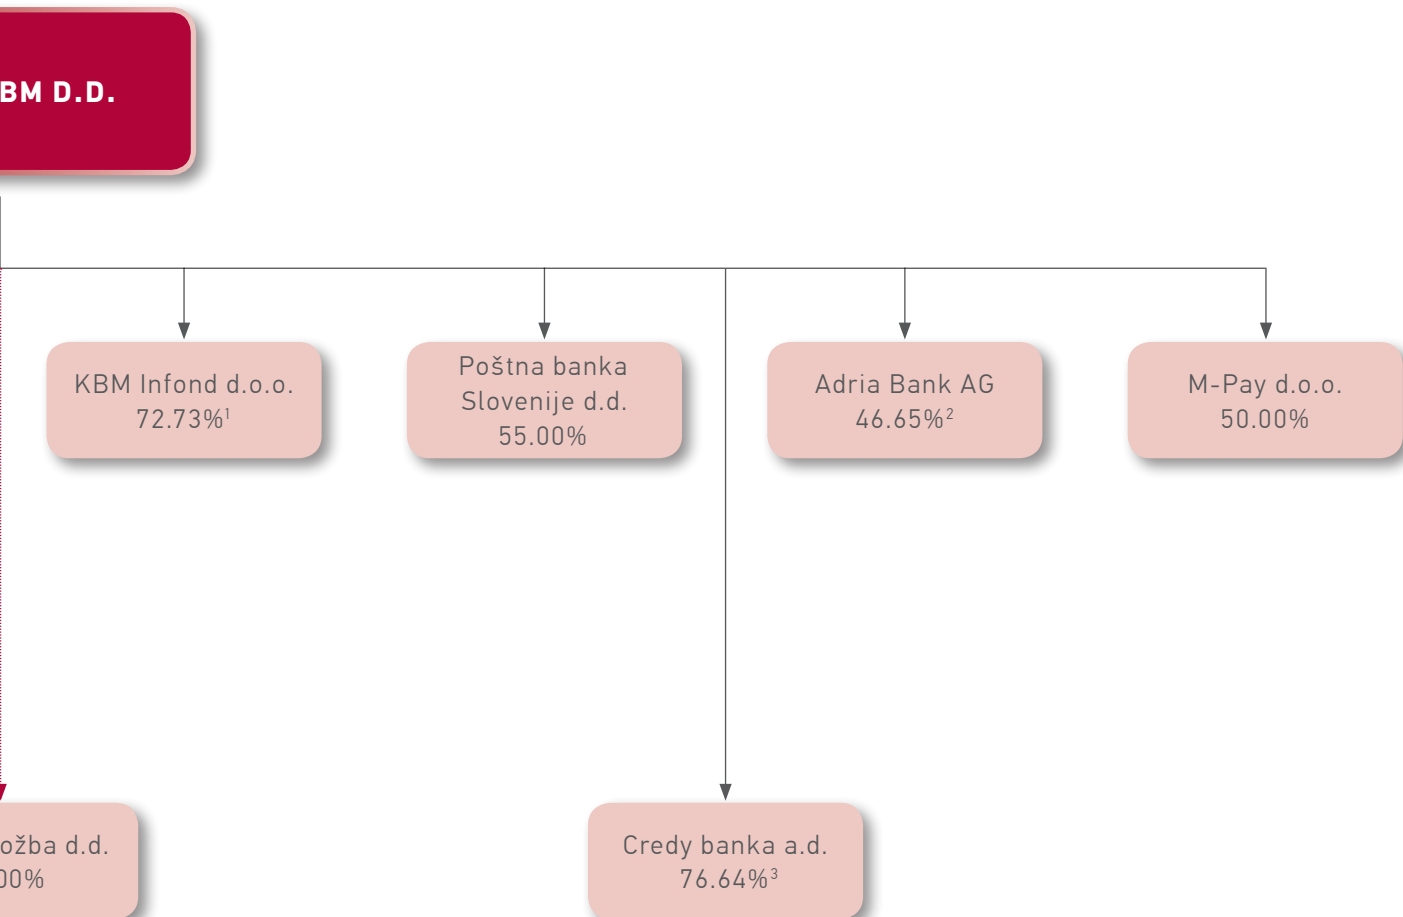 BM D.D.
KBM Infond d.o.o.
72.73%¹
Poštna banka
Slovenije d.d.
55.00%
Adria Bank AG
46.65%²
M-Pay d.o.o.
50.00%
ožba d.d.
00%
Credy banka a.d.
76.64%³